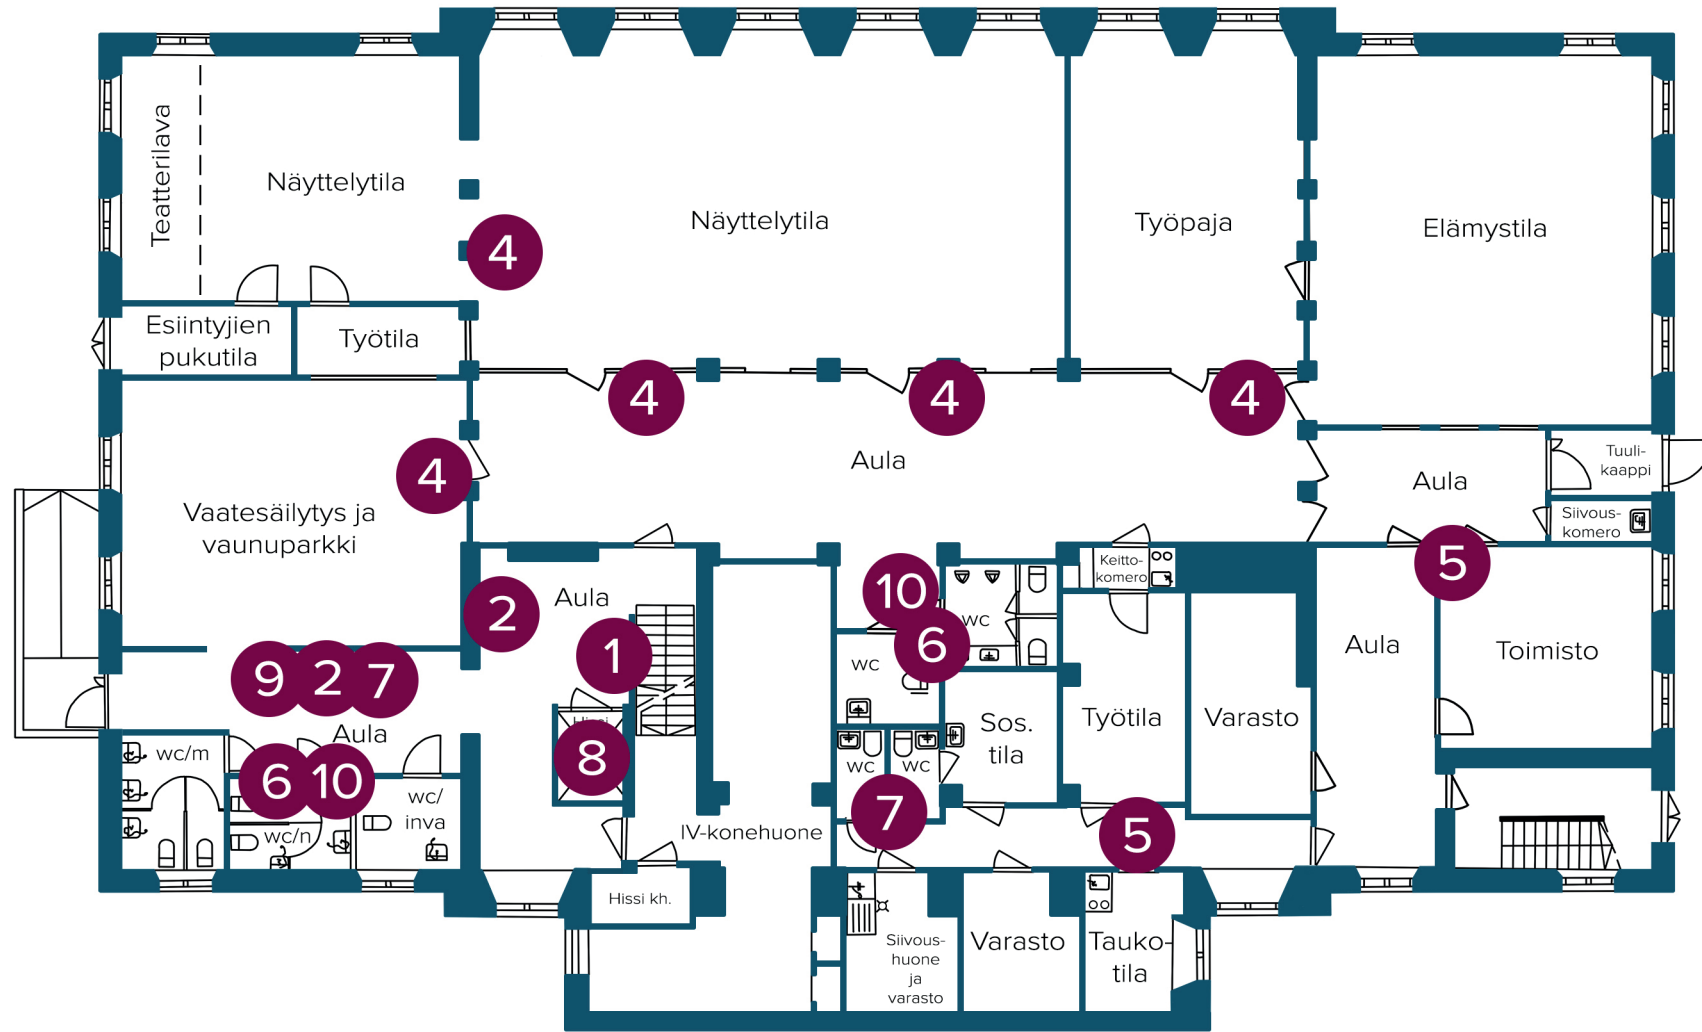 Teatterilava
Näyttelytila
Näyttelytila
Työpaja
Elämystila
4
Esiintyjien
pukutila
Työtila
4
4
4
4
Aula
Aula
Tuuli-
kaappi
Vaatesäilytys ja
vaunuparkki
Siivous-
komero
5
Keitto-
komero
2
Aula
10
wc
6
wc
1
Aula
Toimisto
9
2
7
Aula
Hissi
8
Sos.
tila
Työtila
Varasto
wc/m
6
10
wc/n
wc/
inva
wc
wc
7
IV-konehuone
5
Hissi kh.
Siivous-
huone
ja
varasto
Varasto
Tauko-
tila